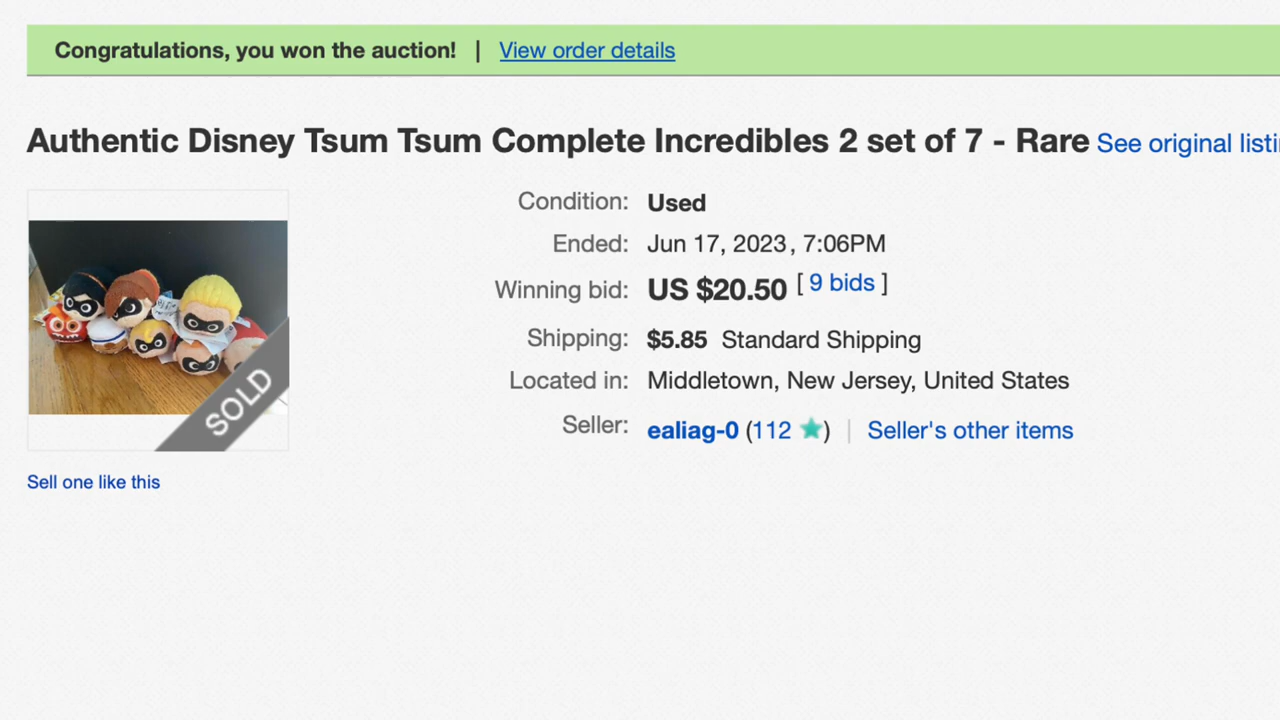 Congratulations, you won the auction! | View order details
Authentic Disney Tsum Tsum Complete Incredibles 2 set of 7 - Rare See original listi
Condition: Used
Ended: Jun 17, 2023, 7:06PM
Winning bid: US $20.50 [ 9 bids ]
Shipping: $5.85 Standard Shipping
Located in: Middletown, New Jersey, United States
Seller: ealiag-0 (112 ★) | Seller's other items
SOLD
Sell one like this